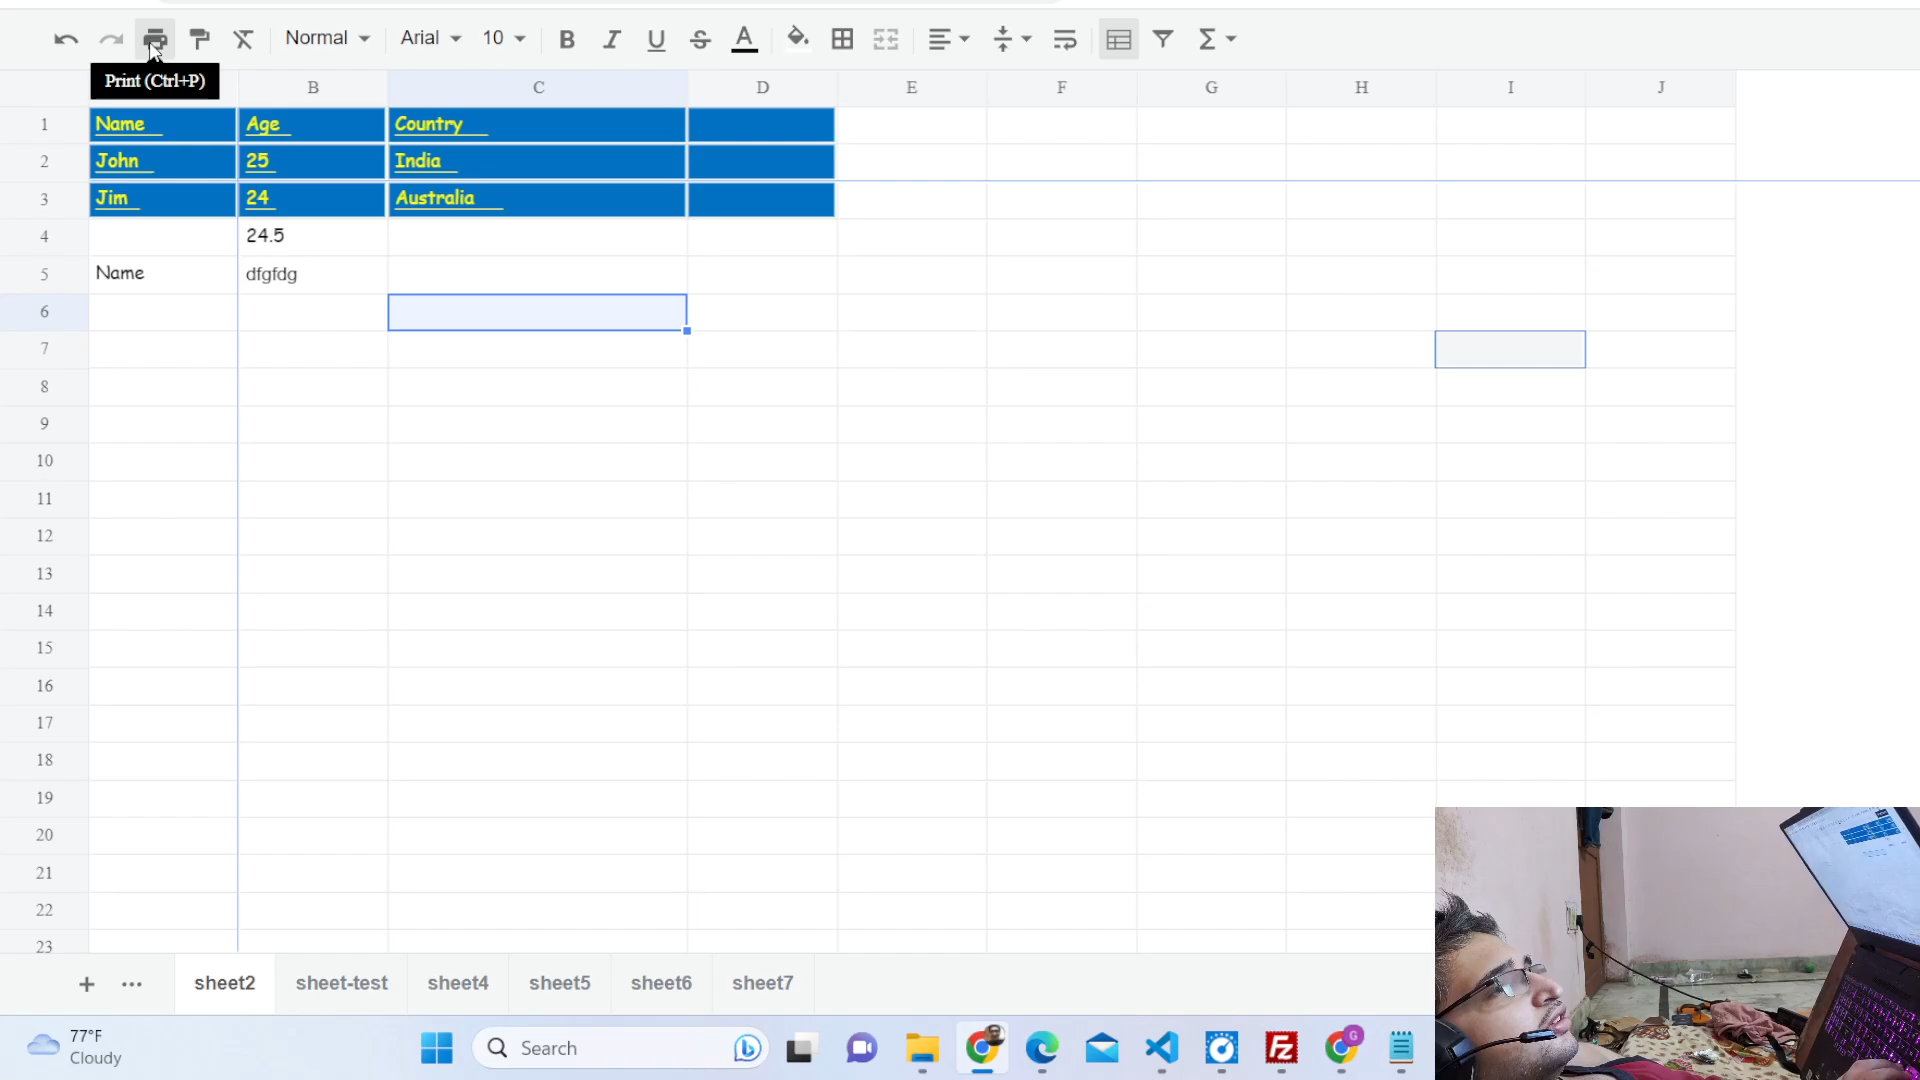 Normal Arial 10 B I U S A Σ
Print (Ctrl+P)
B C D E F G H I J
1 Name Age Country
2 John 25 India
3 Jim 24 Australia
4 24.5
5 Name dfgfdg
6
7
8
9
10
11
12
13
14
15
16
17
18
19
20
21
22
23
+ ... sheet2 sheet-test sheet4 sheet5 sheet6 sheet7
77°F
Cloudy
Search
Fz
G